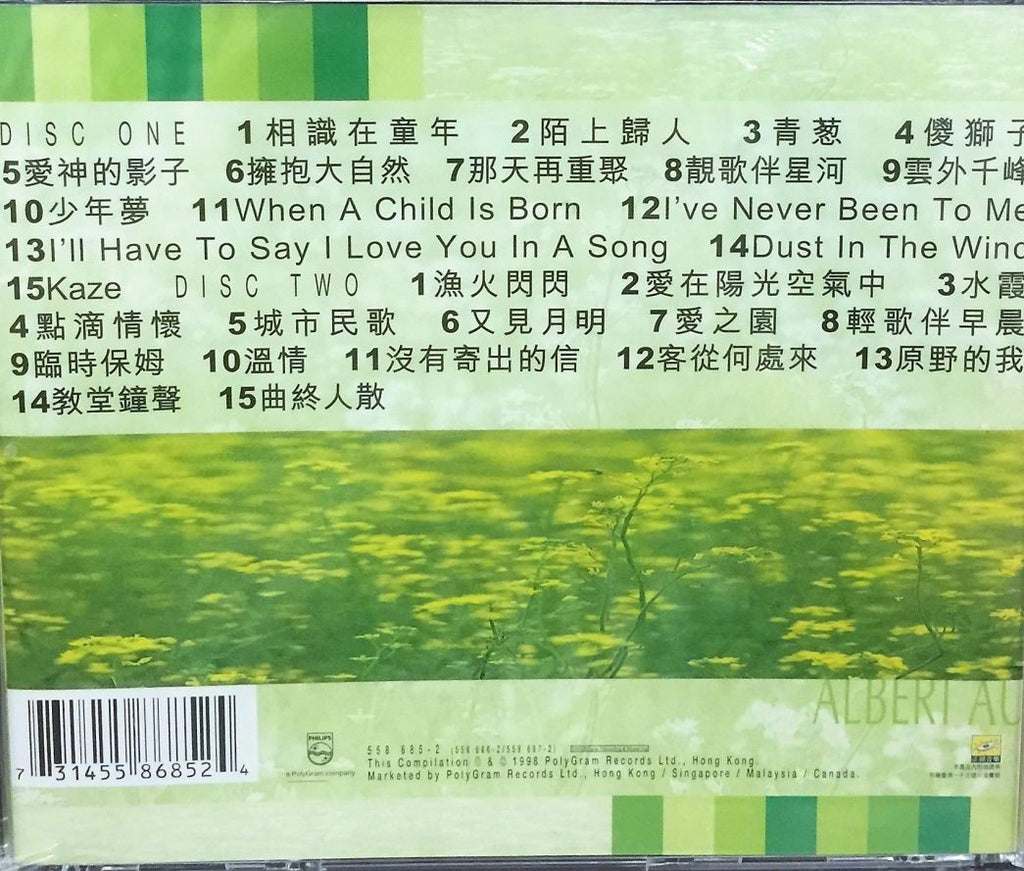 DISC ONE 1相識在童年 2陌上歸人 3青葱 4傻獅子
5愛神的影子 6擁抱大自然 7那天再重聚 8靚歌伴星河 9雲外千峰
10少年夢 11When A Child Is Born 12I've Never Been To Me
13I'll Have To Say I Love You In A Song 14Dust In The Wind
15Kaze DISC TWO 1漁火閃閃 2愛在陽光空氣中 3水霞
4點滴情懷 5城市民歌 6又見月明 7愛之園 8輕歌伴早晨
9臨時保姆 10溫情 11沒有寄出的信 12客從何處來 13原野的我
14教堂鐘聲 15曲終人散
ALBERT AU
7 31455 86852 4
PHILIPS
a PolyGram company
558 685-2 (558 686-2/558 687-2)
This Compilation ℗ & © 1998 PolyGram Records Ltd., Hong Kong.
Marketed by PolyGram Records Ltd., Hong Kong / Singapore / Malaysia / Canada.